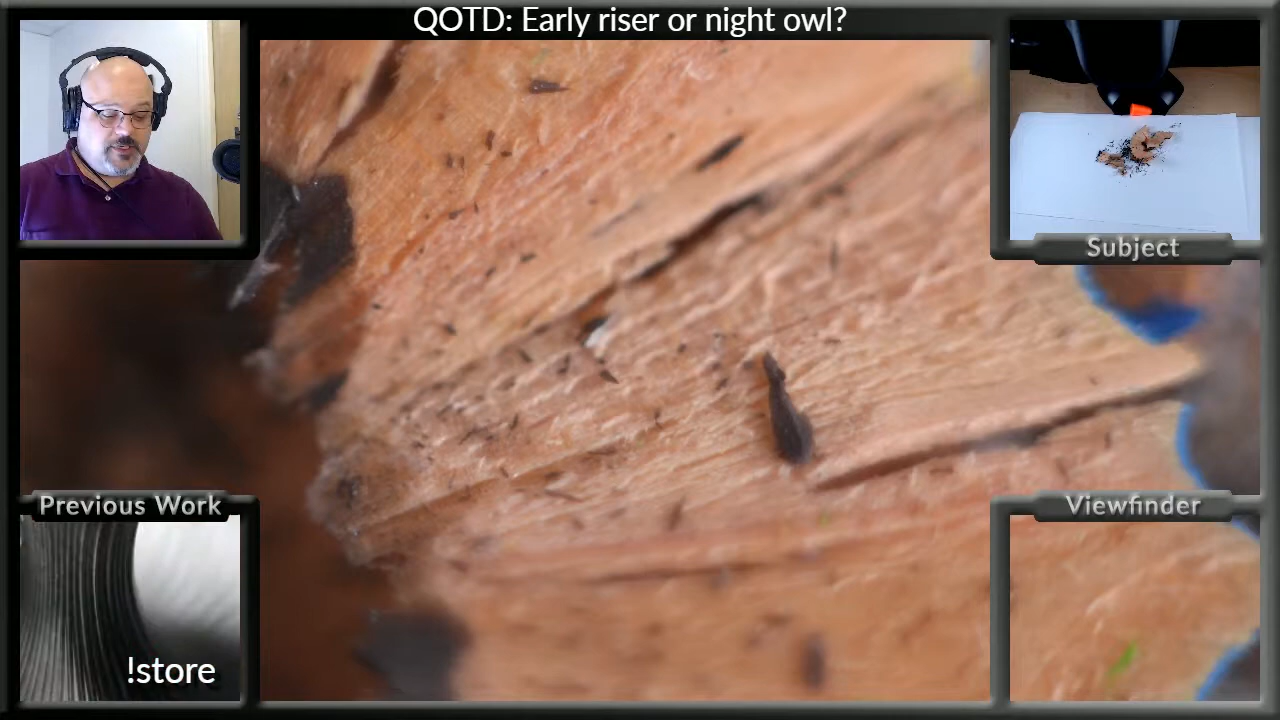 QOTD: Early riser or night owl?
Subject
Previous Work
Viewfinder
!store